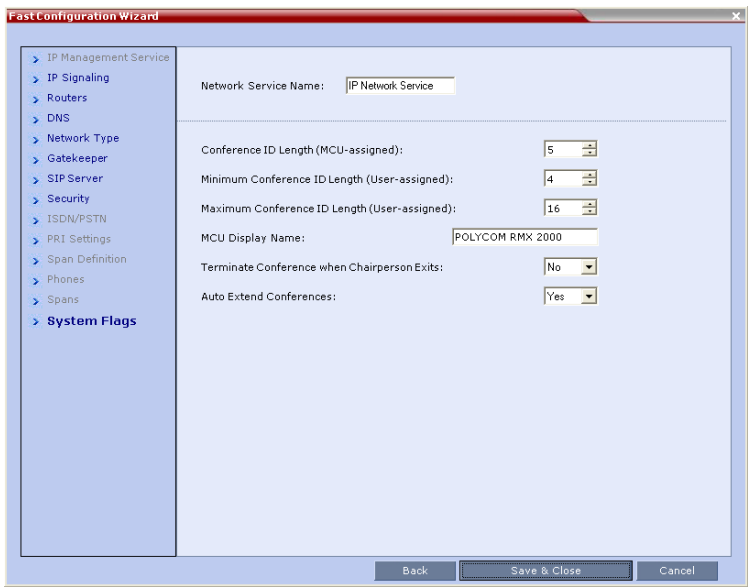 Fast Configuration Wizard
IP Management Service
IP Signaling
Routers
DNS
Network Type
Gatekeeper
SIP Server
Security
ISDN/PSTN
PRI Settings
Span Definition
Phones
Spans
System Flags
Network Service Name: IP Network Service
Conference ID Length (MCU-assigned): 5
Minimum Conference ID Length (User-assigned): 4
Maximum Conference ID Length (User-assigned): 16
MCU Display Name: POLYCOM RMX 2000
Terminate Conference when Chairperson Exits: No
Auto Extend Conferences: Yes
Back Save & Close Cancel